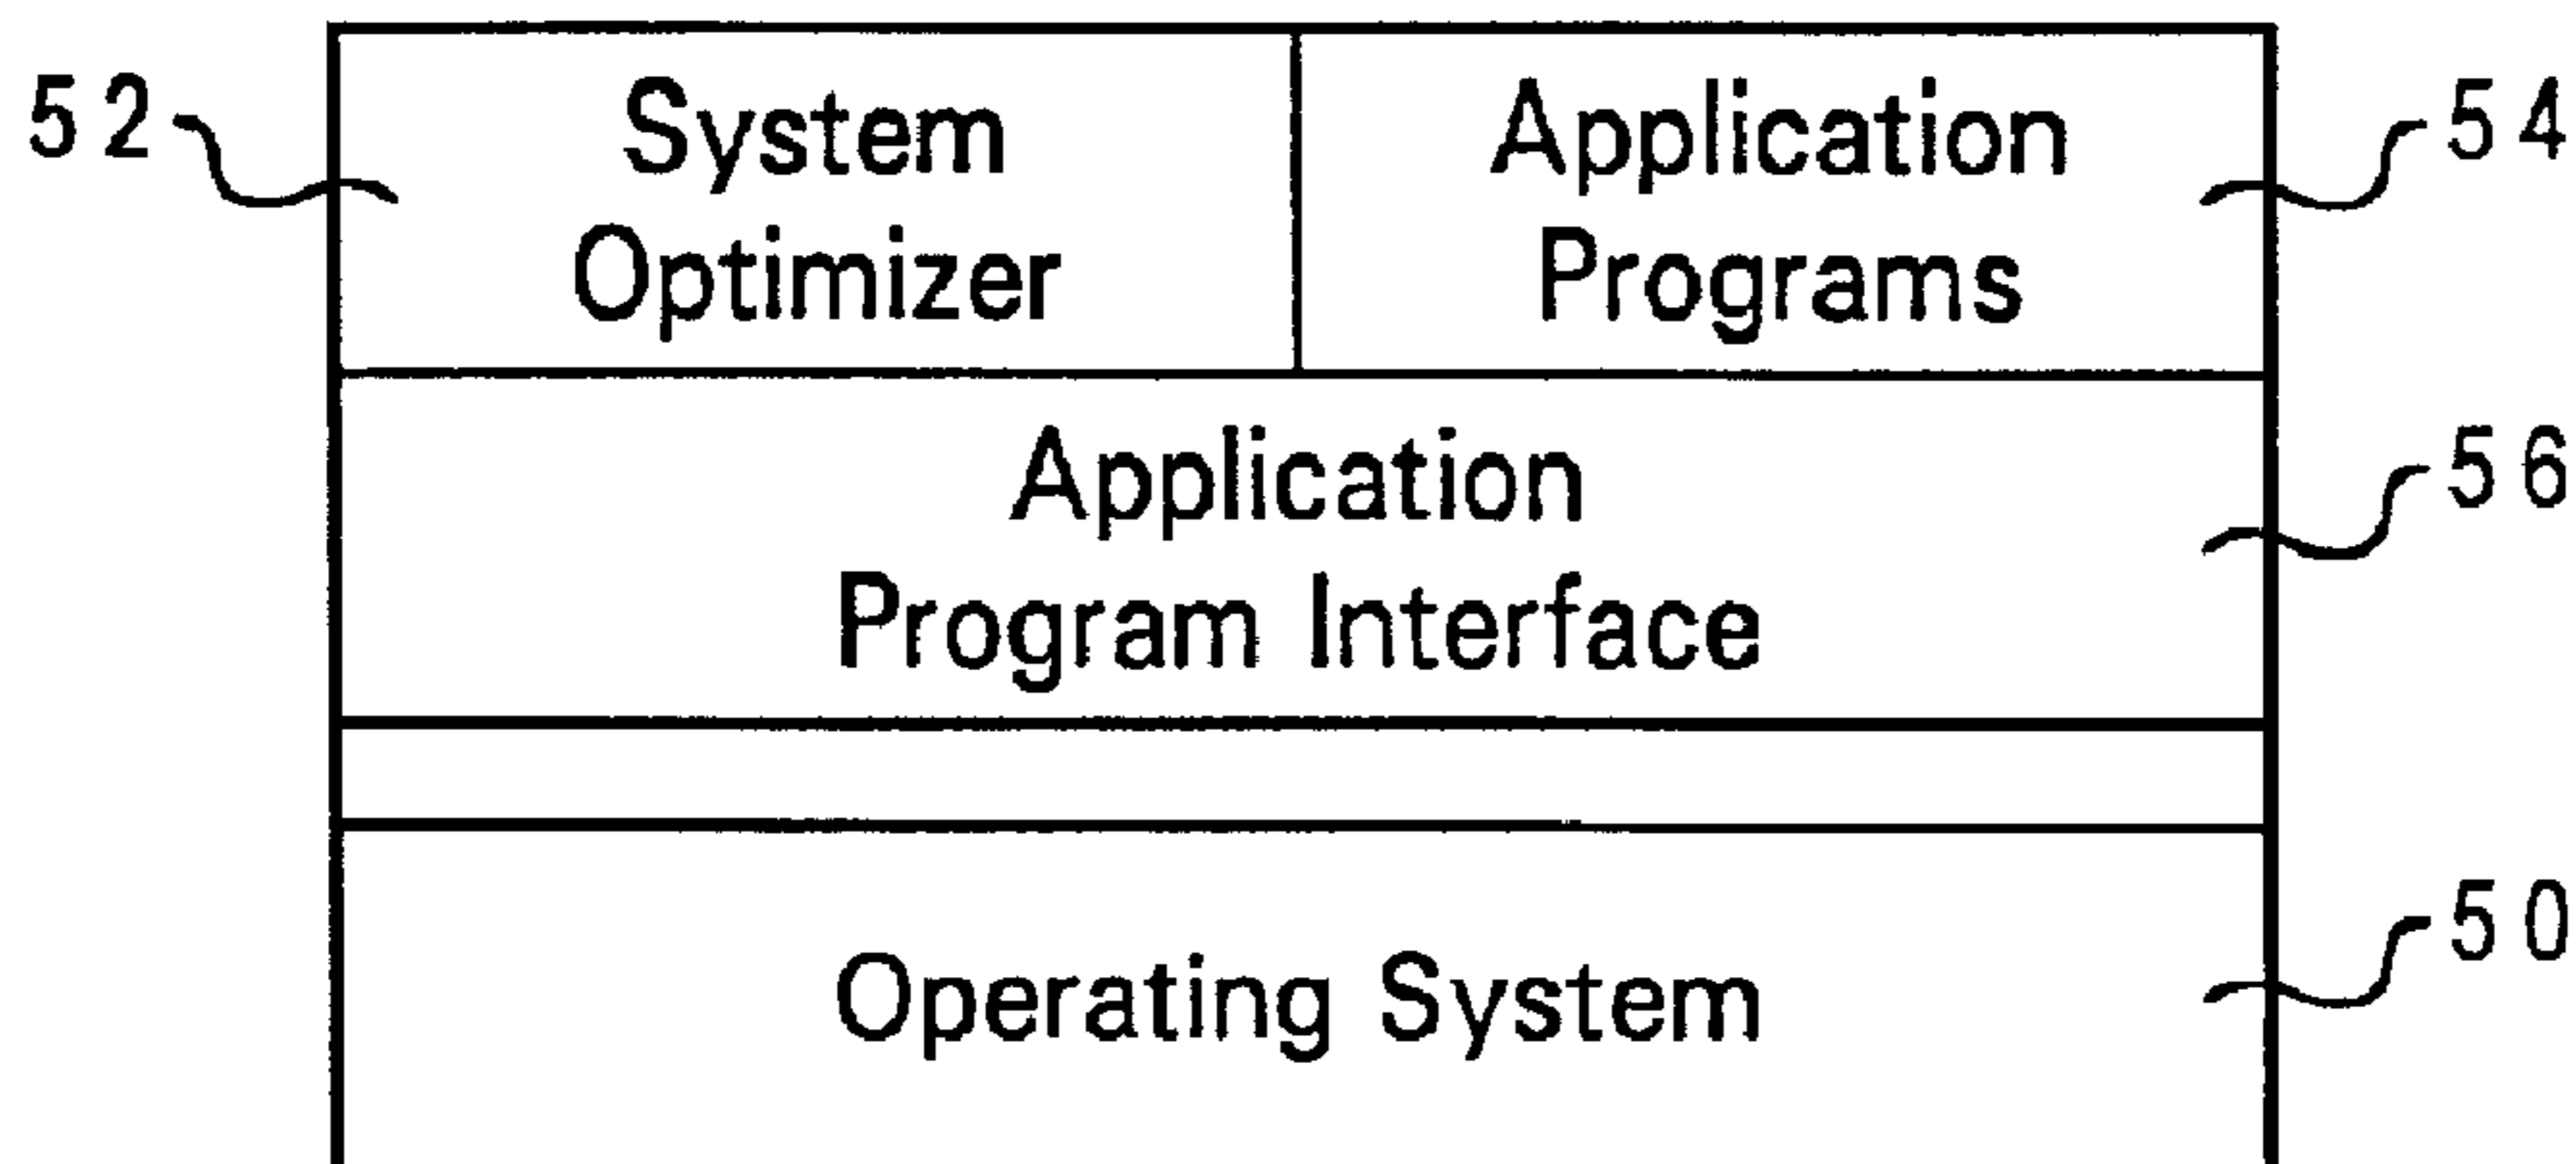 52
System
Optimizer
Application
Programs
54
Application
Program Interface
56
Operating System
50